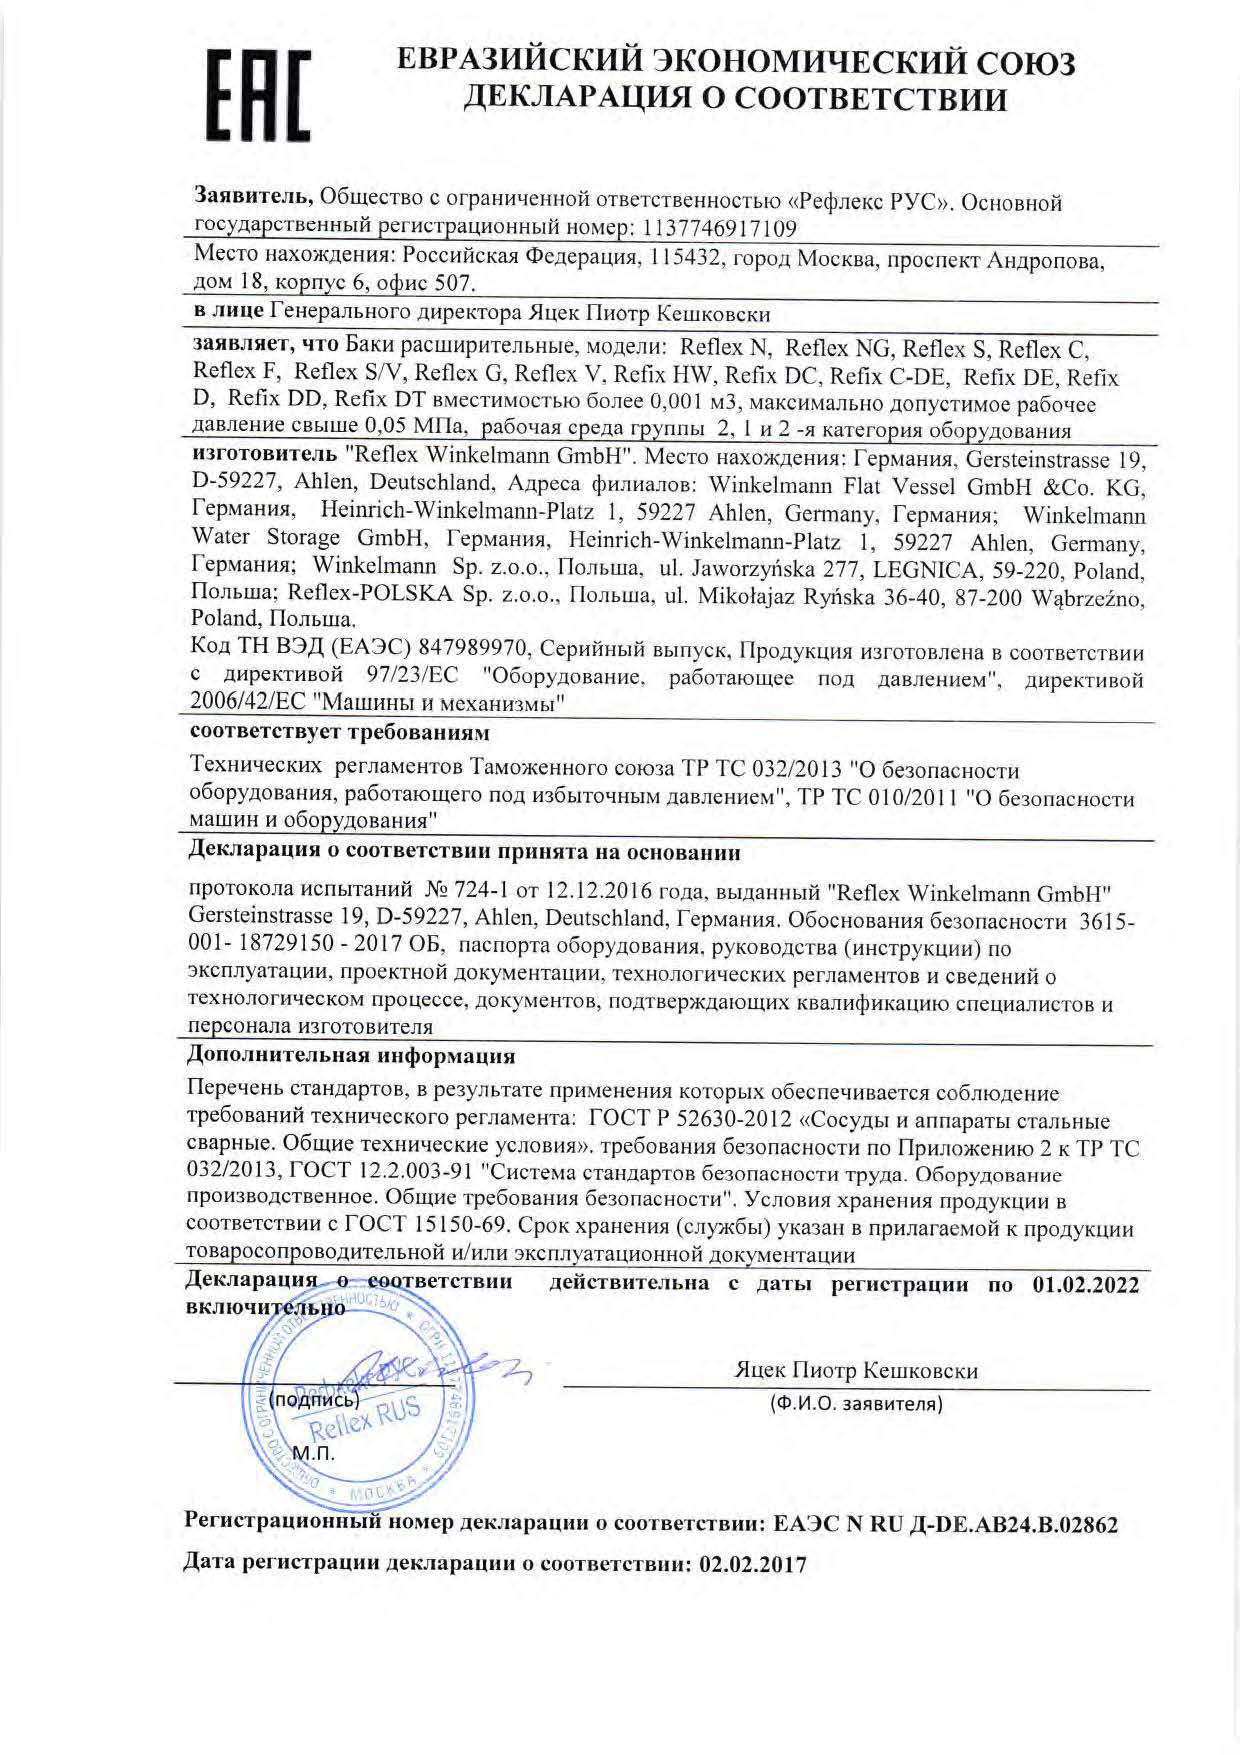 ЕАС
ЕВРАЗИЙСКИЙ ЭКОНОМИЧЕСКИЙ СОЮЗ
ДЕКЛАРАЦИЯ О СООТВЕТСТВИИ
Заявитель, Общество с ограниченной ответственностью «Рефлекс РУС». Основной
государственный регистрационный номер: 1137746917109
Место нахождения: Российская Федерация, 115432, город Москва, проспект Андропова,
дом 18, корпус 6, офис 507.
в лице Генерального директора Яцек Пиотр Кешковски
заявляет, что Баки расширительные, модели: Reflex N, Reflex NG, Reflex S, Reflex C,
Reflex F, Reflex S/V, Reflex G, Reflex V, Refix HW, Refix DC, Refix C-DE, Refix DE, Refix
D, Refix DD, Refix DT вместимостью более 0,001 м3, максимально допустимое рабочее
давление свыше 0,05 МПа, рабочая среда группы 2, 1 и 2 -я категория оборудования
изготовитель "Reflex Winkelmann GmbH". Место нахождения: Германия, Gersteinstrasse 19,
D-59227, Ahlen, Deutschland, Адреса филиалов: Winkelmann Flat Vessel GmbH &Co. KG,
Германия, Heinrich-Winkelmann-Platz 1, 59227 Ahlen, Germany, Германия; Winkelmann
Water Storage GmbH, Германия, Heinrich-Winkelmann-Platz 1, 59227 Ahlen, Germany,
Германия; Winkelmann Sp. z.o.o., Польша, ul. Jaworzyńska 277, LEGNICA, 59-220, Poland,
Польша; Reflex-POLSKA Sp. z.o.o., Польша, ul. Mikołajaz Ryńska 36-40, 87-200 Wąbrzeźno,
Poland, Польша.
Код ТН ВЭД (ЕАЭС) 847989970, Серийный выпуск, Продукция изготовлена в соответствии
с директивой 97/23/ЕС "Оборудование, работающее под давлением", директивой
2006/42/ЕС "Машины и механизмы"
соответствует требованиям
Технических регламентов Таможенного союза ТР ТС 032/2013 "О безопасности
оборудования, работающего под избыточным давлением", ТР ТС 010/2011 "О безопасности
машин и оборудования"
Декларация о соответствии принята на основании
протокола испытаний № 724-1 от 12.12.2016 года, выданный "Reflex Winkelmann GmbH"
Gersteinstrasse 19, D-59227, Ahlen, Deutschland, Германия. Обоснования безопасности 3615-
001- 18729150 - 2017 ОБ, паспорта оборудования, руководства (инструкции) по
эксплуатации, проектной документации, технологических регламентов и сведений о
технологическом процессе, документов, подтверждающих квалификацию специалистов и
персонала изготовителя
Дополнительная информация
Перечень стандартов, в результате применения которых обеспечивается соблюдение
требований технического регламента: ГОСТ Р 52630-2012 «Сосуды и аппараты стальные
сварные. Общие технические условия», требования безопасности по Приложению 2 к ТР ТС
032/2013, ГОСТ 12.2.003-91 "Система стандартов безопасности труда. Оборудование
производственное. Общие требования безопасности". Условия хранения продукции в
соответствии с ГОСТ 15150-69. Срок хранения (службы) указан в прилагаемой к продукции
товаросопроводительной и/или эксплуатационной документации
Декларация о соответствии действительна с даты регистрации по 01.02.2022
включительно
ОБЩЕСТВО С ОГРАНИЧЕННОЙ ОТВЕТСТВЕННОСТЬЮ * ОГРН 1137746917109 * МОСКВА *
«Рефлекс РУС»
Reflex RUS
Яцек Пиотр Кешковски
(подпись)
(Ф.И.О. заявителя)
М.П.
Регистрационный номер декларации о соответствии: ЕАЭС N RU Д-DE.АВ24.В.02862
Дата регистрации декларации о соответствии: 02.02.2017